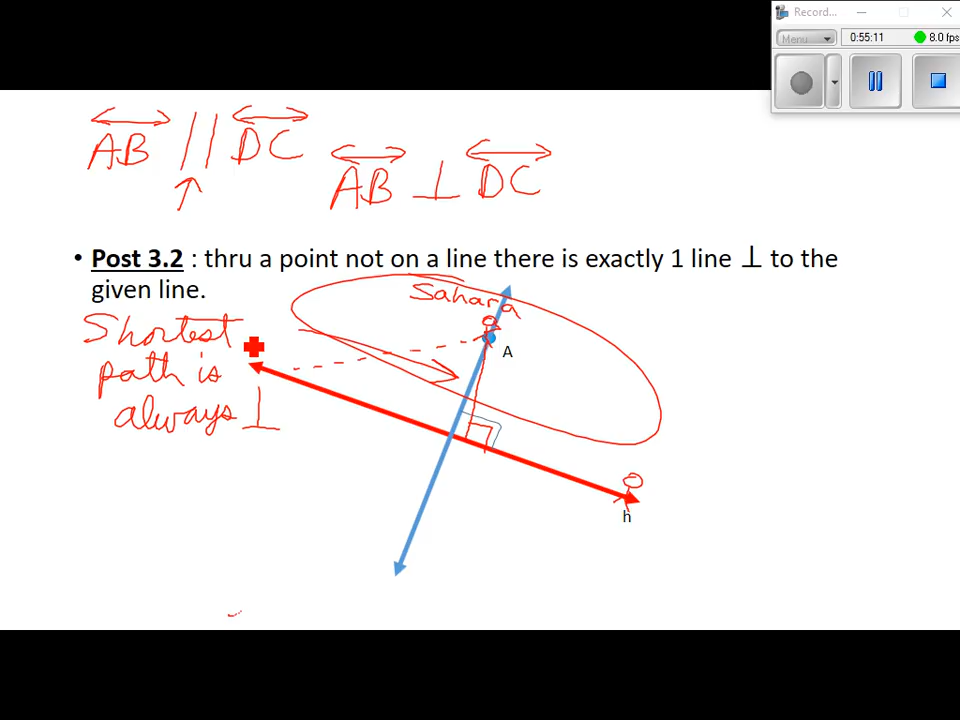 Record...
Menu
0:55:11
8.0 fps
AB || DC
AB ⊥ DC
• Post 3.2 : thru a point not on a line there is exactly 1 line ⊥ to the
given line.
Sahara
Shortest
path is
always ⊥
A
h